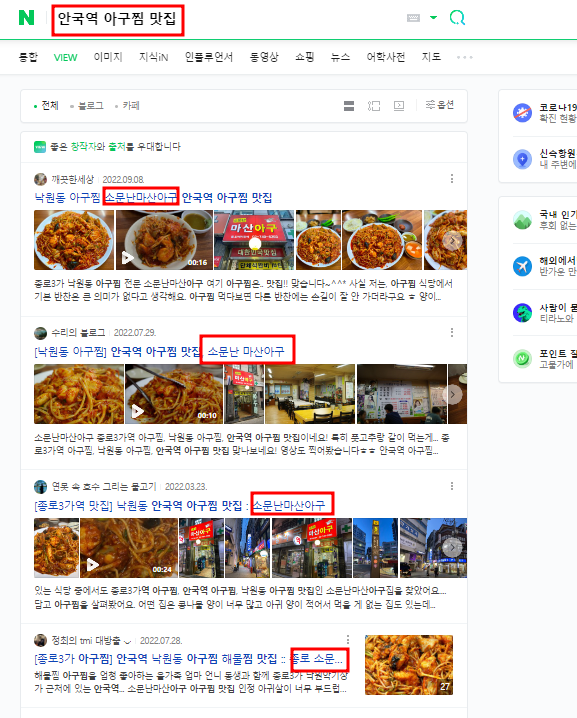 N 안국역 아구찜 맛집
통합 VIEW 이미지 지식iN 인플루언서 동영상 쇼핑 뉴스 어학사전 지도
전체 블로그 카페 옵션
좋은 창작자와 출처를 우대합니다
깨끗한세상 2022.09.08.
낙원동 아구찜 소문난마산아구 안국역 아구찜 맛집
마산아구
00:16
종로3가 낙원동 아구찜 전문 소문난마산아구 여기 아구찜은.. 맛집!! 맞습니다~^^* 사실 저는, 아구찜 식당에서
기본 반찬은 큰 의미가 없다고 생각해요. 아구찜 먹다보면 다른 반찬에는 손길이 잘 안 가더라구요 ㅎ 양이...
수리의 블로그 2022.07.29.
[낙원동 아구찜] 안국역 아구찜 맛집 소문난 마산아구
00:10
소문난마산아구 종로3가역 아구찜, 낙원동 아구찜, 안국역 아구찜 맛집이네요! 특히 풋고추랑 같이 먹는게... 종
로3가역 아구찜, 낙원동 아구찜, 안국역 아구찜 맛집 맞나보네요! 영상도 찍어봤습니다ㅎㅎ 안국역 아구찜...
연못 속 호수 그리는 물고기 2022.03.23.
[종로3가역 맛집] 낙원동 안국역 아구찜 맛집 : 소문난마산아구
00:24
있는 식당 중에서도 종로3가역 아구찜, 안국역 아구찜, 낙원동 아구찜 맛집인 소문난마산아구집을 찾았어요....
담고 아구찜을 살펴봤어요. 어떤 집은 콩나물 양이 너무 많고 아귀 양이 적어서 먹을 게 없는 집도 있는데...
정최의 tmi 대방출 2022.07.28.
[종로3가 아구찜] 안국역 낙원동 아구찜 해물찜 맛집 :: 종로 소문...
해물찜 아구찜을 엄청 좋아하는 울가족 엄마 언니 동생과 함께 종로3가 낙원악기상
가 근처에 있는 안국역... 소문난마산아구 아구찜 맛집 인정 아귀살이 너무 부드럽...
27
코로나19
확진 현황
신속항원
내 주변에
국내 인기
후회 없는
해외에서
반가운 만
사람이 몰
티라노와
포인트 질
고물가에